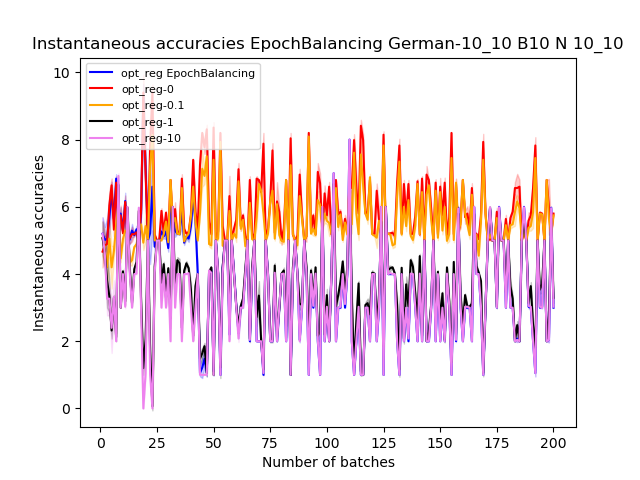 Instantaneous accuracies EpochBalancing German-10_10 B10 N 10_10
opt_reg EpochBalancing
opt_reg-0
opt_reg-0.1
opt_reg-1
opt_reg-10
Instantaneous accuracies
10
8
6
4
2
0
0 25 50 75 100 125 150 175 200
Number of batches